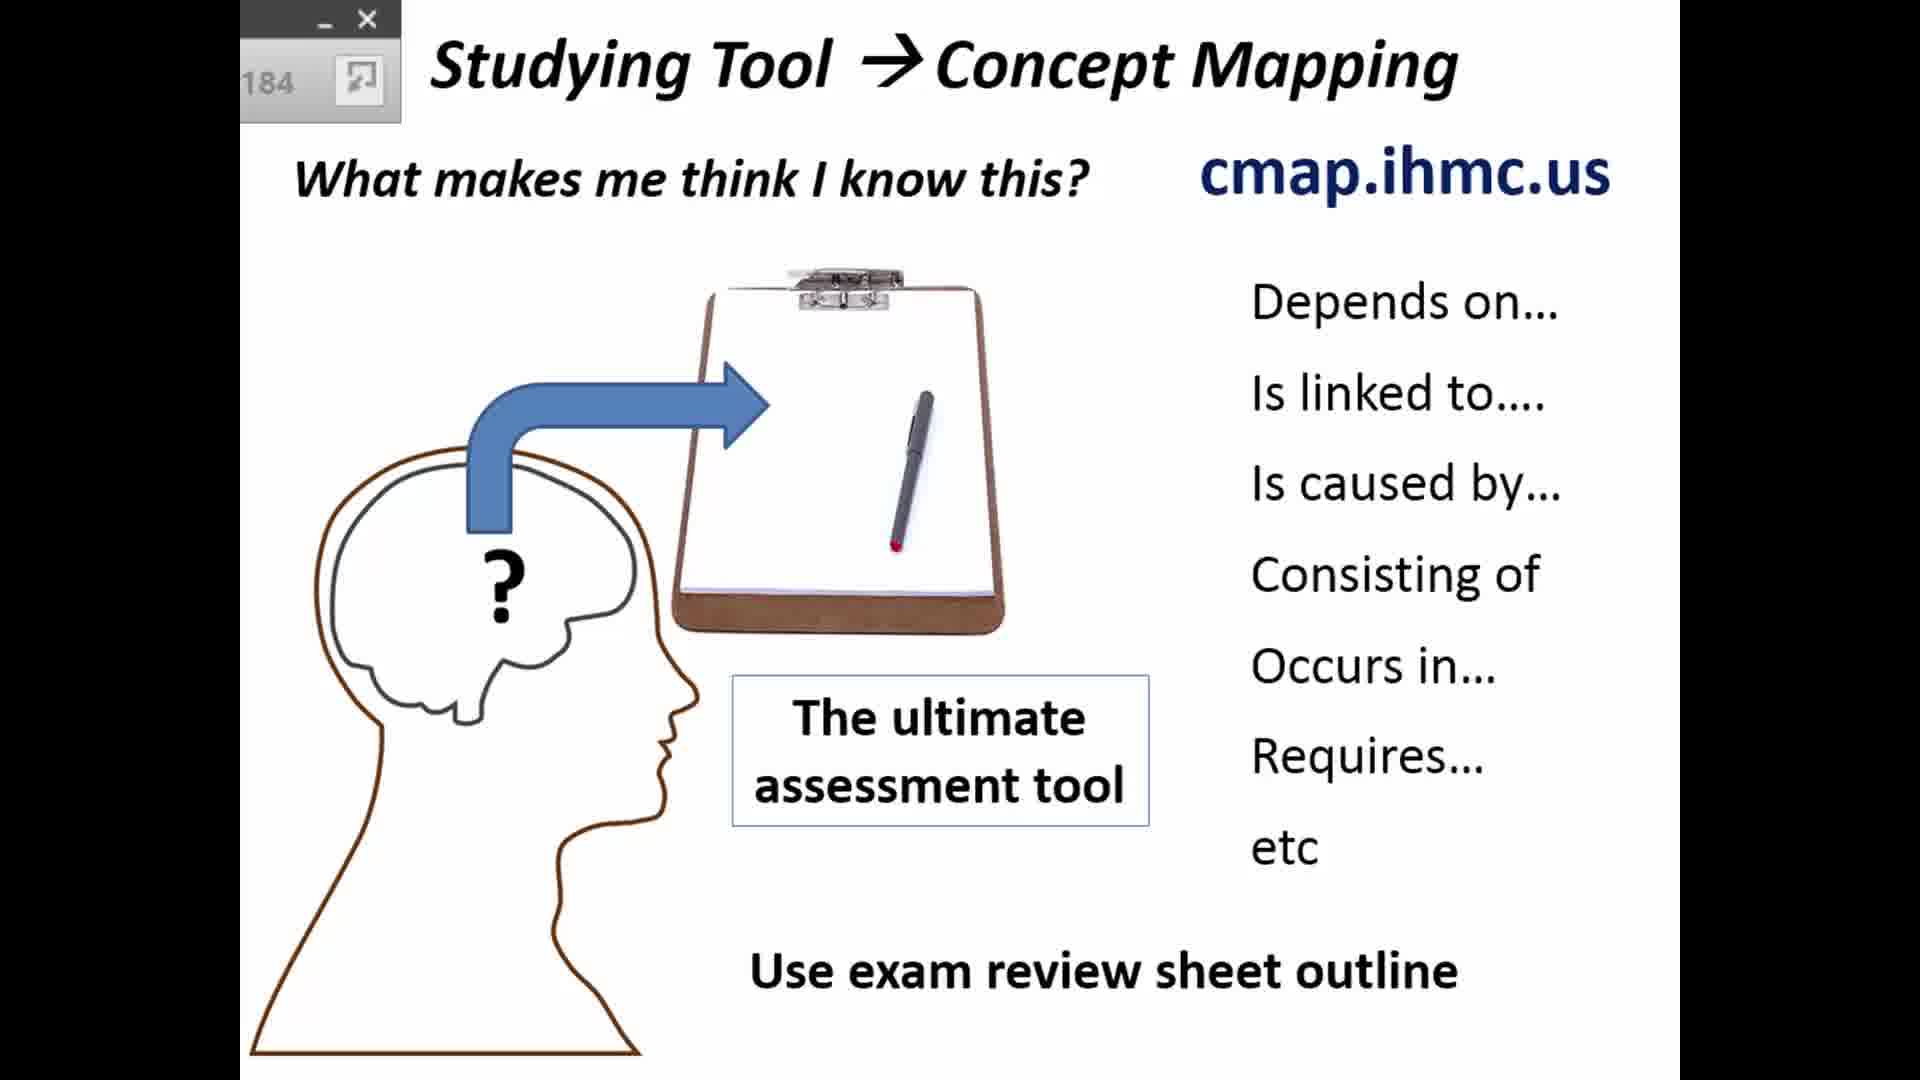 184
Studying Tool → Concept Mapping
What makes me think I know this?
cmap.ihmc.us
Depends on...
Is linked to....
Is caused by...
Consisting of
Occurs in...
Requires...
etc
?
The ultimate
assessment tool
Use exam review sheet outline